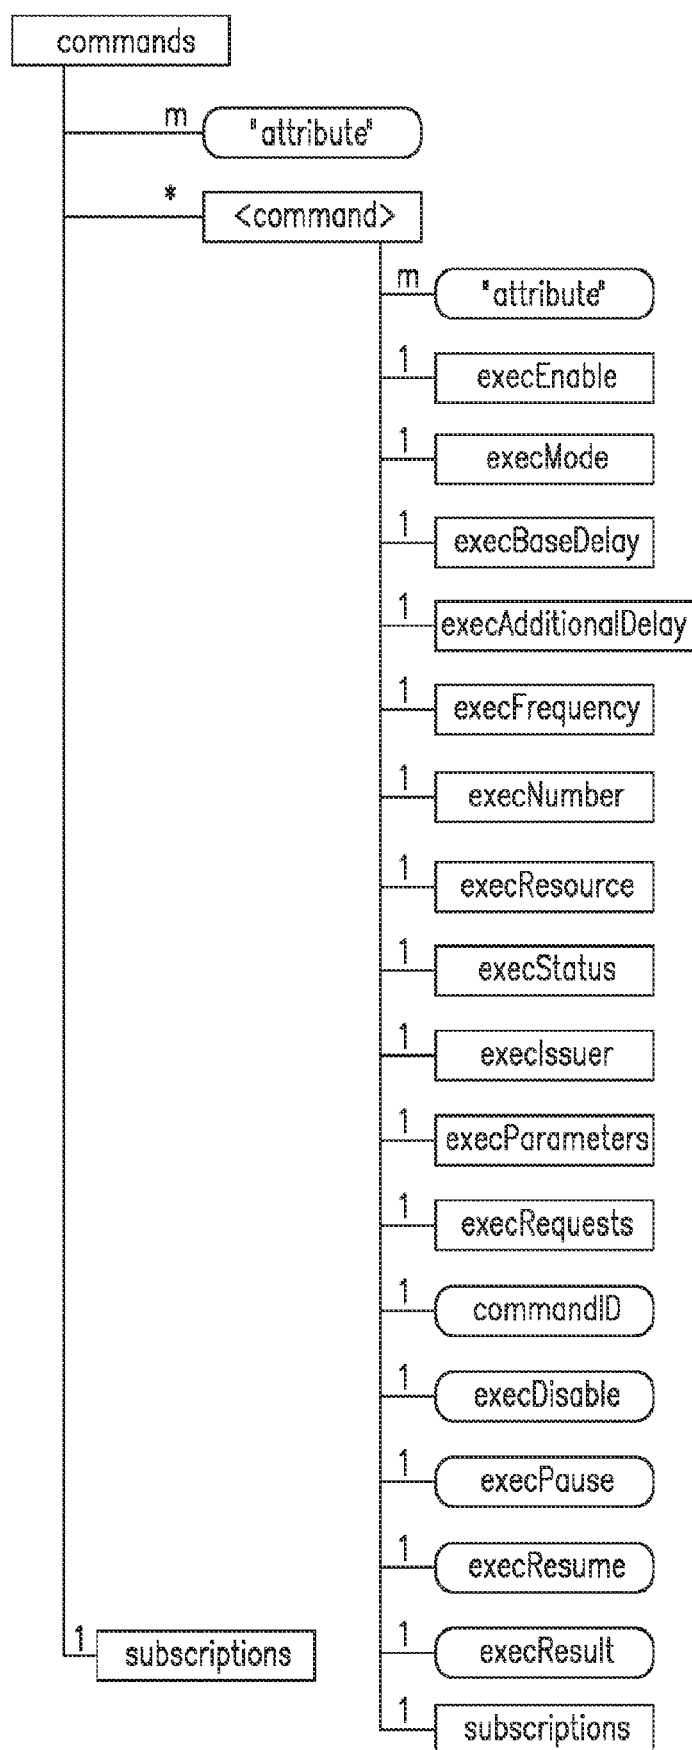 commands
m
"attribute"
*
<command>
m
"attribute"
1
execEnable
1
execMode
1
execBaseDelay
1
execAdditionalDelay
1
execFrequency
1
execNumber
1
execResource
1
execStatus
1
execIssuer
1
execParameters
1
execRequests
1
commandID
1
execDisable
1
execPause
1
execResume
1
execResult
1
subscriptions
1
subscriptions